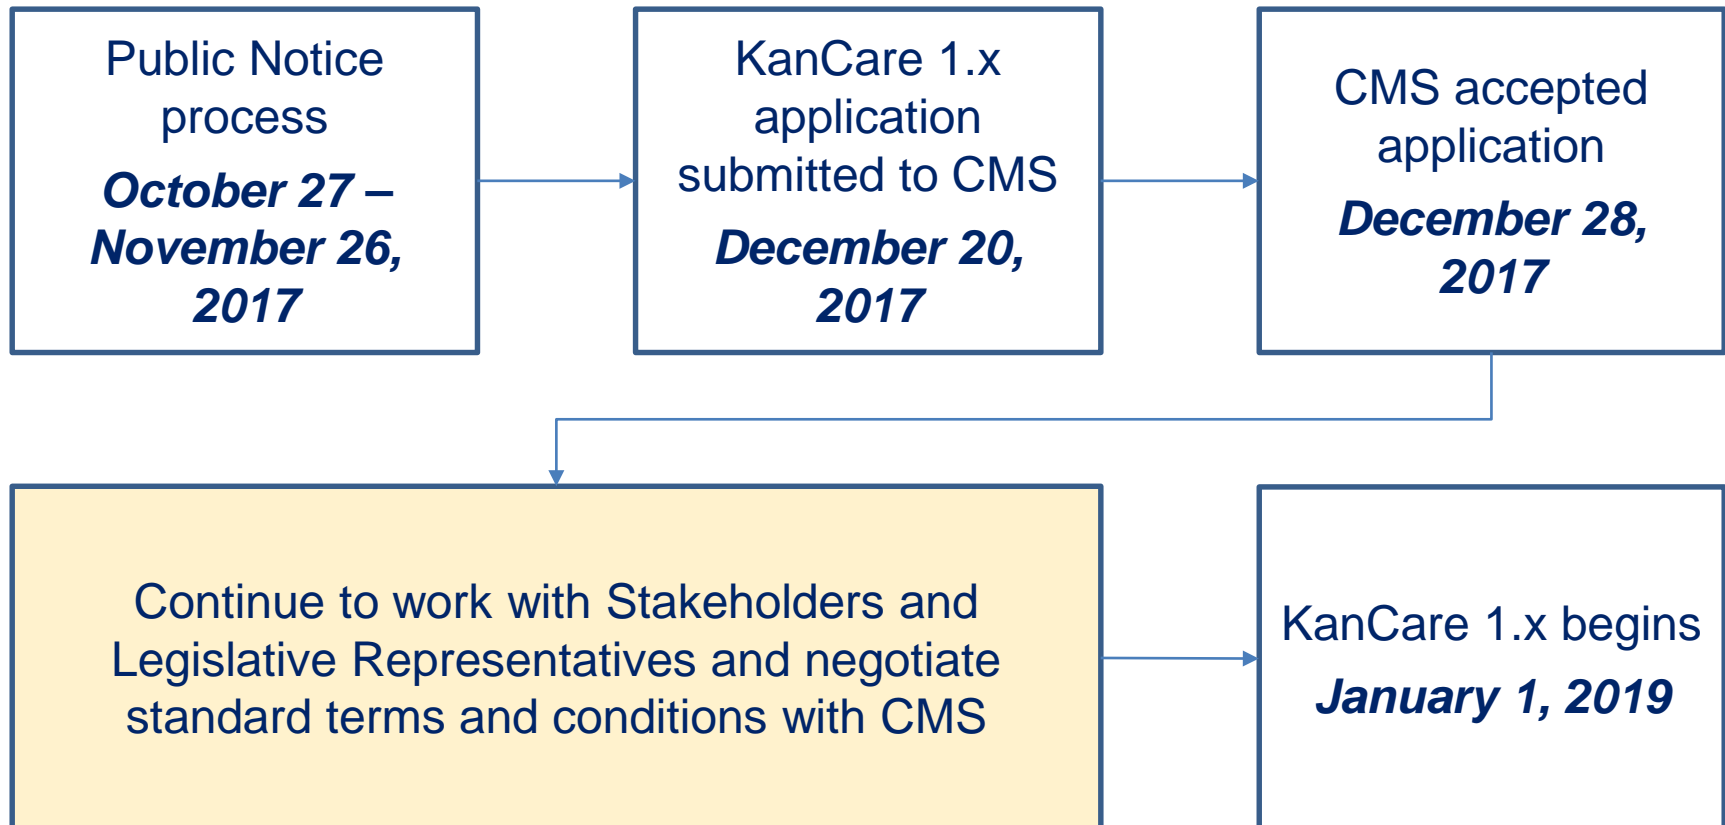 Public Notice
process
October 27 –
November 26,
2017
KanCare 1.x
application
submitted to CMS
December 20,
2017
CMS accepted
application
December 28,
2017
Continue to work with Stakeholders and
Legislative Representatives and negotiate
standard terms and conditions with CMS
KanCare 1.x begins
January 1, 2019